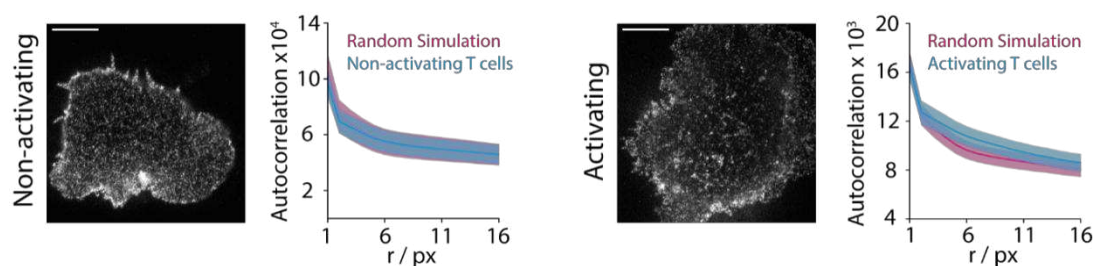 Non-activating
Autocorrelation x10⁴
14
10
6
2
1
6
11
16
r / px
Random Simulation
Non-activating T cells
Activating
Autocorrelation x 10³
20
16
12
8
4
1
6
11
16
r / px
Random Simulation
Activating T cells